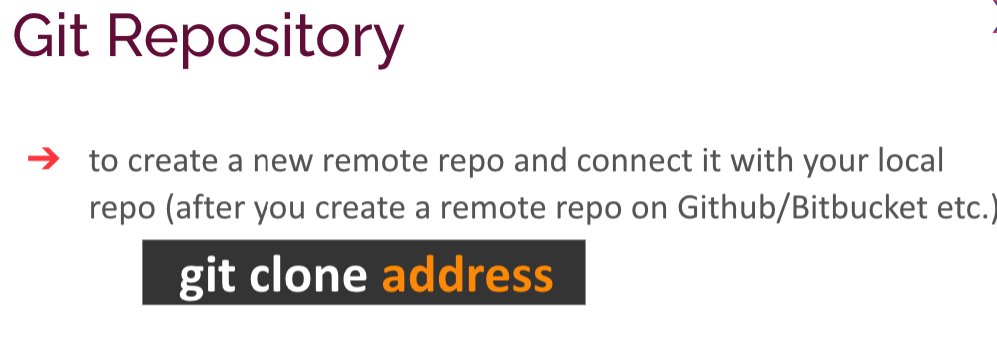 Git Repository
➔ to create a new remote repo and connect it with your local
repo (after you create a remote repo on Github/Bitbucket etc.)
git clone address